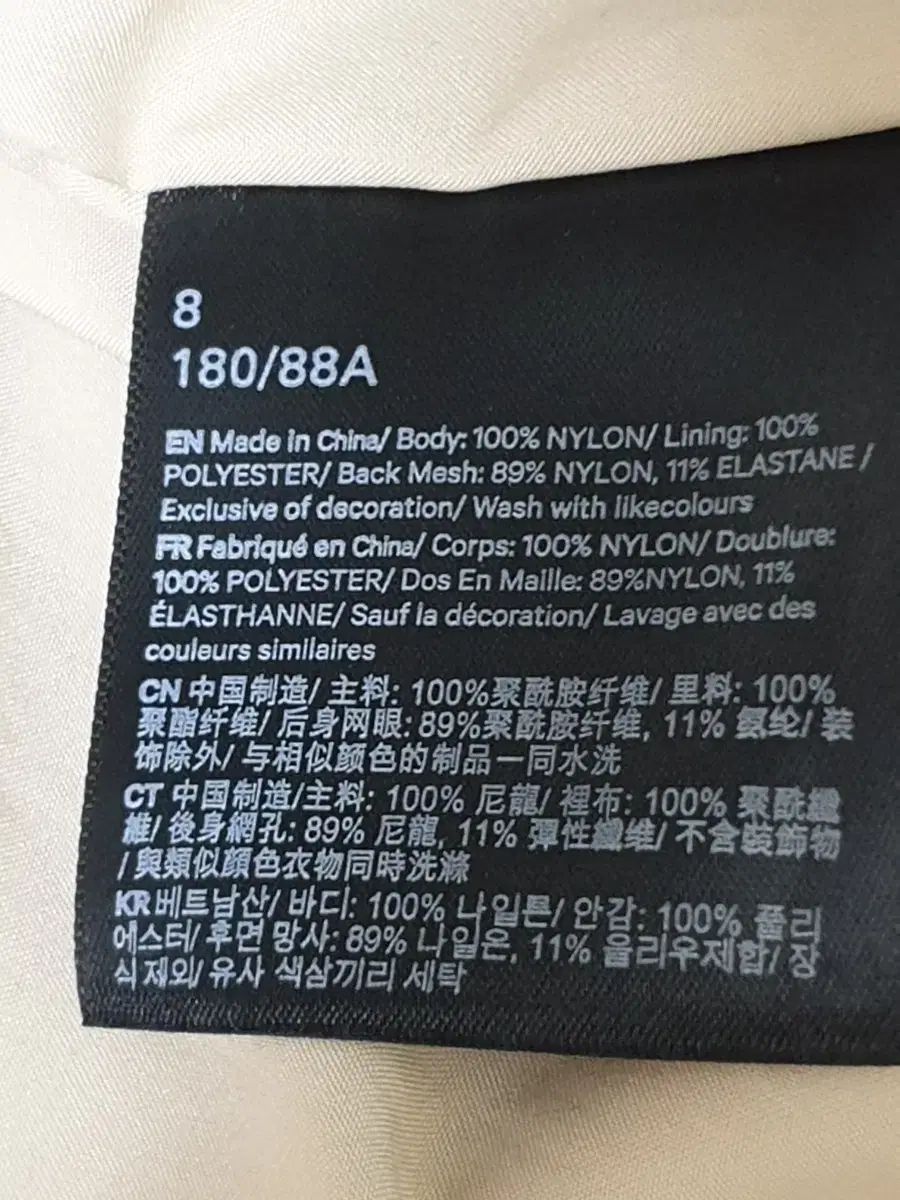 8
180/88A
EN Made in China/ Body: 100% NYLON/ Lining: 100%
POLYESTER/ Back Mesh: 89% NYLON, 11% ELASTANE /
Exclusive of decoration/ Wash with likecolours
FR Fabriqué en China/ Corps: 100% NYLON/ Doublure:
100% POLYESTER/ Dos En Maille: 89%NYLON, 11%
ÉLASTHANNE/ Sauf la décoration/ Lavage avec des
couleurs similaires
CN 中国制造/ 主料: 100%聚酰胺纤维/ 里料: 100%
聚酯纤维/ 后身网眼: 89%聚酰胺纤维, 11% 氨纶/ 装
饰除外/ 与相似颜色的制品一同水洗
CT 中国制造/主料: 100% 尼龍/ 裡布: 100% 聚酰纖
維/ 後身網孔: 89% 尼龍, 11% 彈性纖维/ 不含裝飾物
/ 與類似顏色衣物同時洗滌
KR 베트남산/ 바디: 100% 나일론/ 안감: 100% 폴리
에스터/ 후면 망사: 89% 나일온, 11% 올리우제합/ 장
식제외/ 유사 색삼끼리 세탁